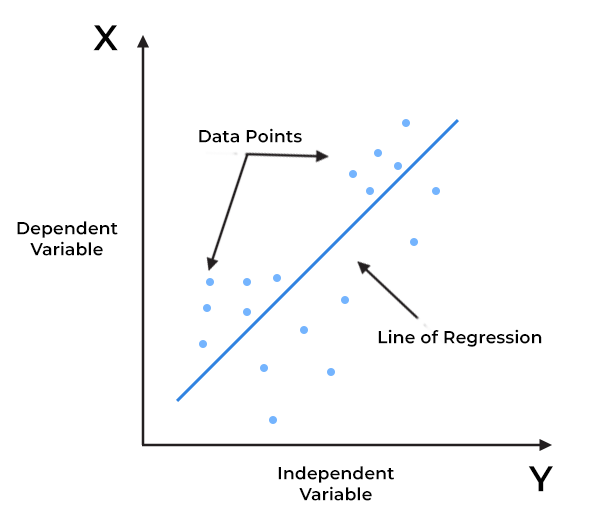 X
Data Points
Dependent
Variable
Line of Regression
Independent
Variable
Y